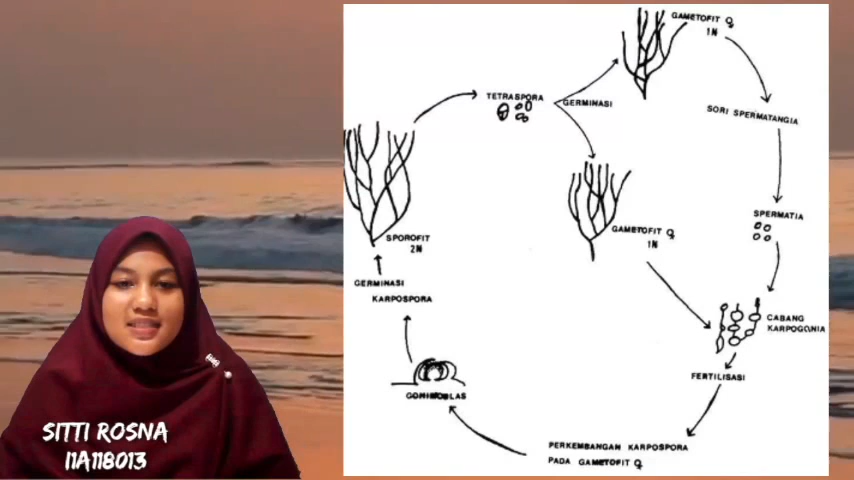 GAMETOFIT ♀
1N
TETRASPORA
GERMINASI
SORI SPERMATANGIA
SPERMATIA
GAMETOFIT ♀
1N
SPOROFIT
2N
GERMINASI
KARPOSPORA
CABANG
KARPOGONIA
FERTILISASI
PERKEMBANGAN KARPOSPORA
PADA GAMETOFIT ♀
SITTI ROSNA
I1A118013